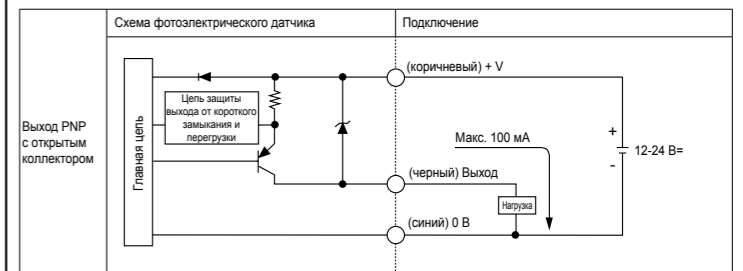 Схема фотоэлектрического датчика
Подключение
Выход PNP
с открытым
коллектором
Главная цепь
Цепь защиты
выхода от короткого
замыкания и
перегрузки
(коричневый) + V
Макс. 100 мА
+
12-24 В=
-
(черный) Выход
Нагрузка
(синий) 0 В